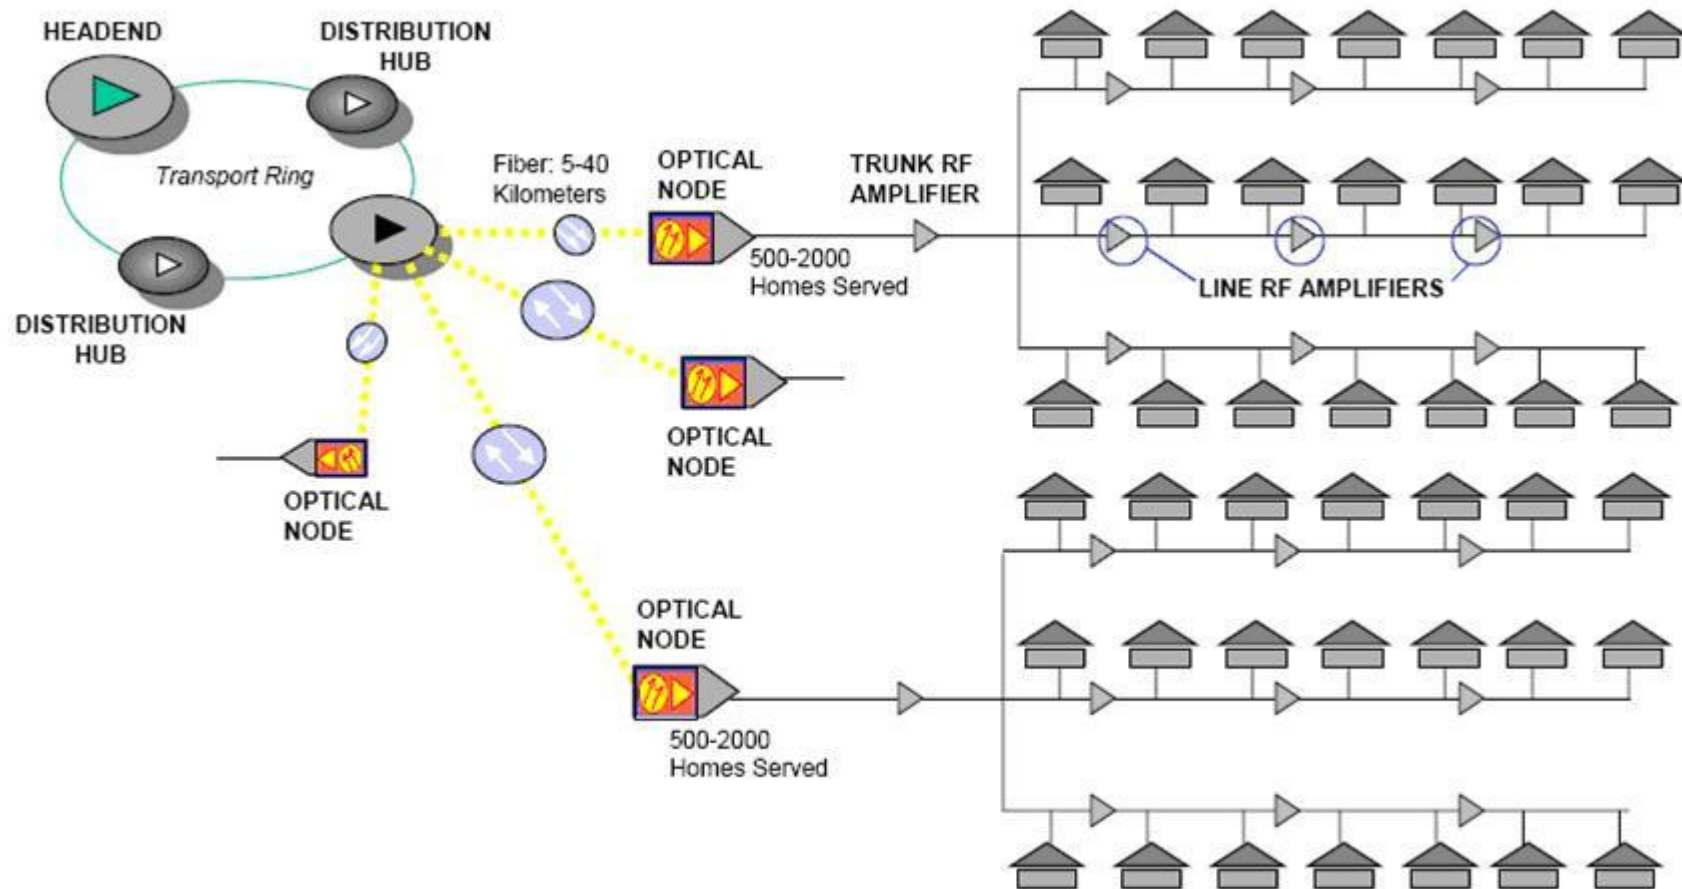 HEADEND
DISTRIBUTION
HUB
Transport Ring
DISTRIBUTION
HUB
Fiber: 5-40
Kilometers
OPTICAL
NODE
500-2000
Homes Served
TRUNK RF
AMPLIFIER
LINE RF AMPLIFIERS
OPTICAL
NODE
OPTICAL
NODE
OPTICAL
NODE
500-2000
Homes Served